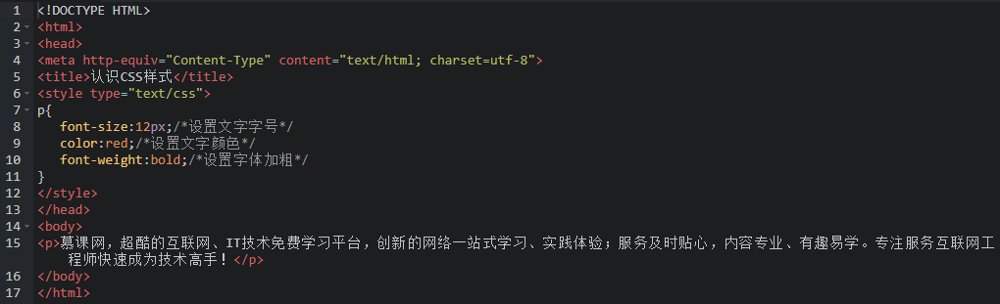 1 <!DOCTYPE HTML>
2 <html>
3 <head>
4 <meta http-equiv="Content-Type" content="text/html; charset=utf-8">
5 <title>认识CSS样式</title>
6 <style type="text/css">
7 p{
8 font-size:12px;/*设置文字字号*/
9 color:red;/*设置文字颜色*/
10 font-weight:bold;/*设置字体加粗*/
11 }
12 </style>
13 </head>
14 <body>
15 <p>慕课网，超酷的互联网、IT技术免费学习平台，创新的网络一站式学习、实践体验；服务及时贴心，内容专业、有趣易学。专注服务互联网工
程师快速成为技术高手！</p>
16 </body>
17 </html>